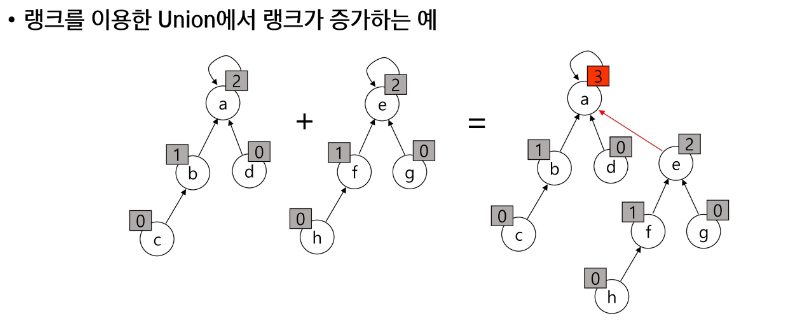 • 랭크를 이용한 Union에서 랭크가 증가하는 예
2 2 3
a + e = a
1 0 1 0 1 0 2
b d f g b d e
0 0 0 1 0
c h c f g
0
h